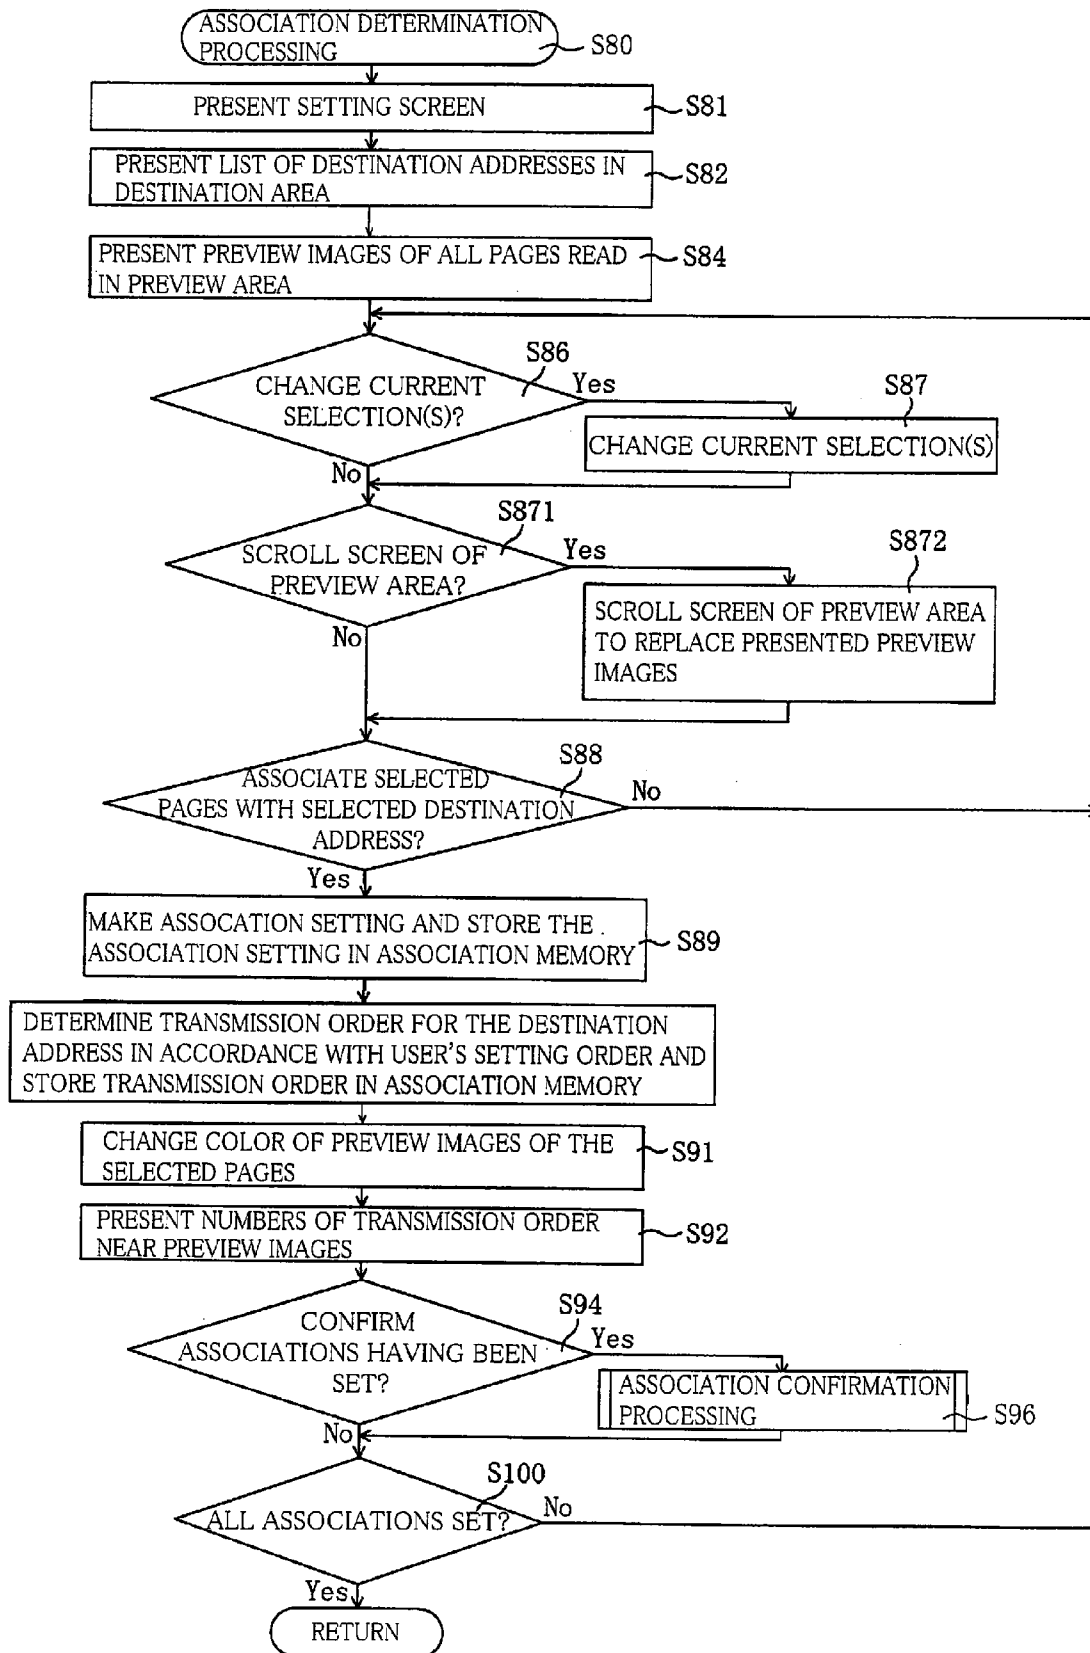 ASSOCIATION DETERMINATION
PROCESSING
S80
PRESENT SETTING SCREEN
S81
PRESENT LIST OF DESTINATION ADDRESSES IN
DESTINATION AREA
S82
PRESENT PREVIEW IMAGES OF ALL PAGES READ
IN PREVIEW AREA
S84
S86
CHANGE CURRENT
SELECTION(S)?
Yes
S87
CHANGE CURRENT SELECTION(S)
No
S871
SCROLL SCREEN OF
PREVIEW AREA?
Yes
S872
SCROLL SCREEN OF PREVIEW AREA
TO REPLACE PRESENTED PREVIEW
IMAGES
No
S88
ASSOCIATE SELECTED
PAGES WITH SELECTED DESTINATION
ADDRESS?
No
Yes
MAKE ASSOCATION SETTING AND STORE THE
ASSOCIATION SETTING IN ASSOCIATION MEMORY
S89
DETERMINE TRANSMISSION ORDER FOR THE DESTINATION
ADDRESS IN ACCORDANCE WITH USER'S SETTING ORDER AND
STORE TRANSMISSION ORDER IN ASSOCIATION MEMORY
CHANGE COLOR OF PREVIEW IMAGES OF THE
SELECTED PAGES
S91
PRESENT NUMBERS OF TRANSMISSION ORDER
NEAR PREVIEW IMAGES
S92
S94
CONFIRM
ASSOCIATIONS HAVING BEEN
SET?
Yes
ASSOCIATION CONFIRMATION
PROCESSING
S96
No
S100
ALL ASSOCIATIONS SET?
No
Yes
RETURN